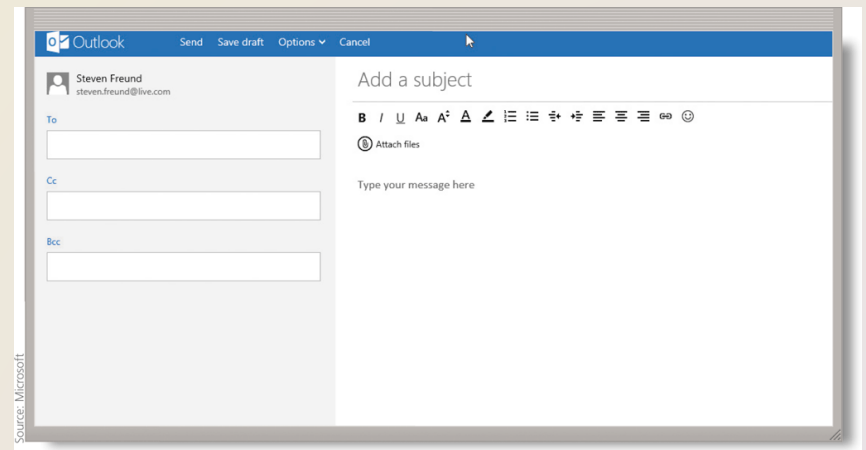 Outlook Send Save draft Options Cancel
Steven Freund
steven.freund@live.com
To
Cc
Bcc
Add a subject
B I U Aa A A
Attach files
Type your message here
Source: Microsoft